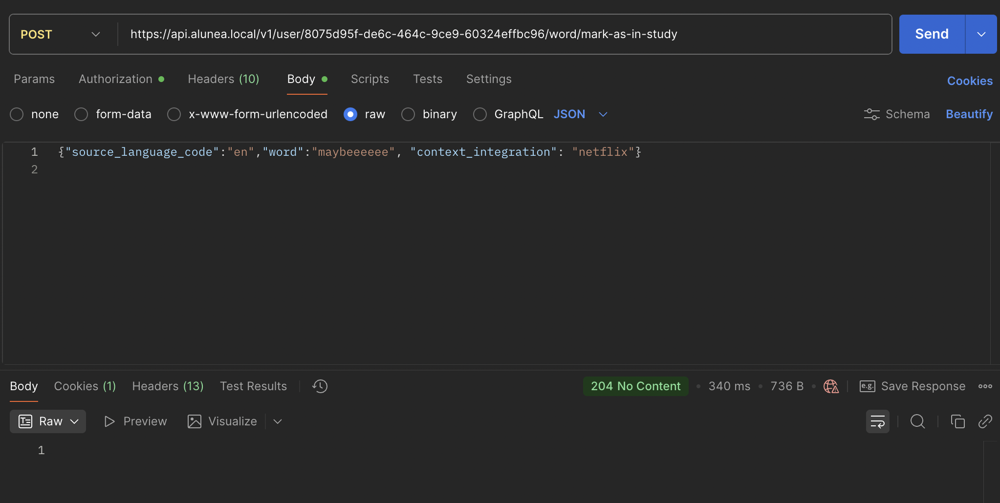 POST https://api.alunea.local/v1/user/8075d95f-de6c-464c-9ce9-60324effbc96/word/mark-as-in-study Send
Params Authorization Headers (10) Body Scripts Tests Settings Cookies
none form-data x-www-form-urlencoded raw binary GraphQL JSON Schema Beautify
1 {"source_language_code":"en","word":"maybeeeeee", "context_integration": "netflix"}
2
Body Cookies (1) Headers (13) Test Results 204 No Content • 340 ms • 736 B • e.g. Save Response
Raw Preview Visualize
1